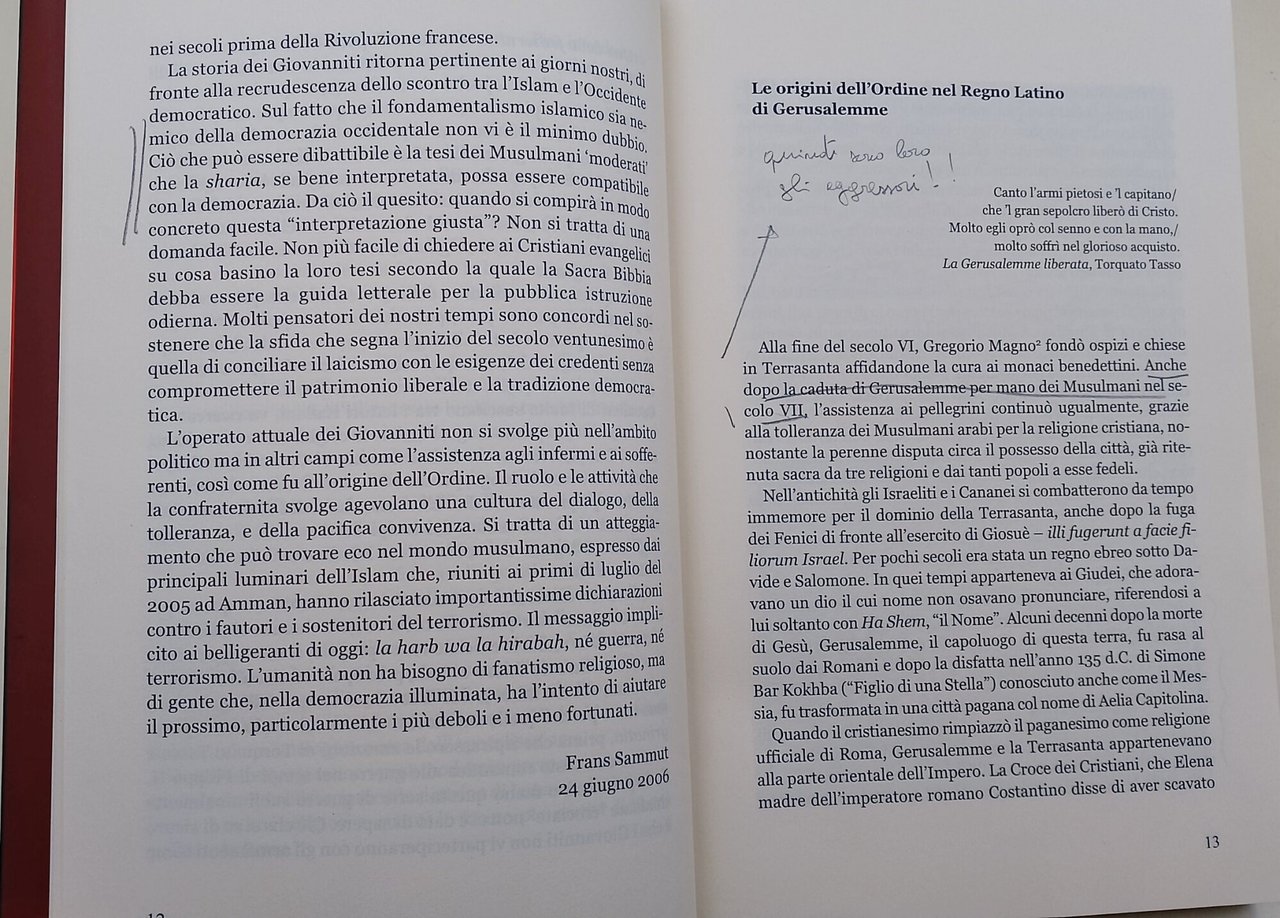 nei secoli prima della Rivoluzione francese.
La storia dei Giovanniti ritorna pertinente ai giorni nostri, di
fronte alla recrudescenza dello scontro tra l'Islam e l'Occidente
democratico. Sul fatto che il fondamentalismo islamico sia ne-
mico della democrazia occidentale non vi è il minimo dubbio.
Ciò che può essere dibattibile è la tesi dei Musulmani 'moderati'
che la sharia, se bene interpretata, possa essere compatibile
con la democrazia. Da ciò il quesito: quando si compirà in modo
concreto questa "interpretazione giusta"? Non si tratta di una
domanda facile. Non più facile di chiedere ai Cristiani evangelici
su cosa basino la loro tesi secondo la quale la Sacra Bibbia
debba essere la guida letterale per la pubblica istruzione
odierna. Molti pensatori dei nostri tempi sono concordi nel so-
stenere che la sfida che segna l'inizio del secolo ventunesimo è
quella di conciliare il laicismo con le esigenze dei credenti senza
compromettere il patrimonio liberale e la tradizione democra-
tica.
L'operato attuale dei Giovanniti non si svolge più nell'ambito
politico ma in altri campi come l'assistenza agli infermi e ai soffe-
renti, così come fu all'origine dell'Ordine. Il ruolo e le attività che
la confraternita svolge agevolano una cultura del dialogo, della
tolleranza, e della pacifica convivenza. Si tratta di un atteggia-
mento che può trovare eco nel mondo musulmano, espresso dai
principali luminari dell'Islam che, riuniti ai primi di luglio del
2005 ad Amman, hanno rilasciato importantissime dichiarazioni
contro i fautori e i sostenitori del terrorismo. Il messaggio impli-
cito ai belligeranti di oggi: la harb wa la hirabah, né guerra, né
terrorismo. L'umanità non ha bisogno di fanatismo religioso, ma
di gente che, nella democrazia illuminata, ha l'intento di aiutare
il prossimo, particolarmente i più deboli e i meno fortunati.
Frans Sammut
24 giugno 2006
Le origini dell'Ordine nel Regno Latino
di Gerusalemme
quindi sono loro
gli aggressori!!
Canto l'armi pietosi e 'l capitano/
che 'l gran sepolcro liberò di Cristo.
Molto egli oprò col senno e con la mano,/
molto soffrì nel glorioso acquisto.
La Gerusalemme liberata, Torquato Tasso
Alla fine del secolo VI, Gregorio Magno² fondò ospizi e chiese
in Terrasanta affidandone la cura ai monaci benedettini. Anche
dopo la caduta di Gerusalemme per mano dei Musulmani nel se-
colo VII, l'assistenza ai pellegrini continuò ugualmente, grazie
alla tolleranza dei Musulmani arabi per la religione cristiana, no-
nostante la perenne disputa circa il possesso della città, già rite-
nuta sacra da tre religioni e dai tanti popoli a esse fedeli.
Nell'antichità gli Israeliti e i Cananei si combatterono da tempo
immemore per il dominio della Terrasanta, anche dopo la fuga
dei Fenici di fronte all'esercito di Giosuè – illi fugerunt a facie fi-
liorum Israel. Per pochi secoli era stata un regno ebreo sotto Da-
vide e Salomone. In quei tempi apparteneva ai Giudei, che adora-
vano un dio il cui nome non osavano pronunciare, riferendosi a
lui soltanto con Ha Shem, "il Nome". Alcuni decenni dopo la morte
di Gesù, Gerusalemme, il capoluogo di questa terra, fu rasa al
suolo dai Romani e dopo la disfatta nell'anno 135 d.C. di Simone
Bar Kokhba ("Figlio di una Stella") conosciuto anche come il Mes-
sia, fu trasformata in una città pagana col nome di Aelia Capitolina.
Quando il cristianesimo rimpiazzò il paganesimo come religione
ufficiale di Roma, Gerusalemme e la Terrasanta appartenevano
alla parte orientale dell'Impero. La Croce dei Cristiani, che Elena
madre dell'imperatore romano Costantino disse di aver scavato
13